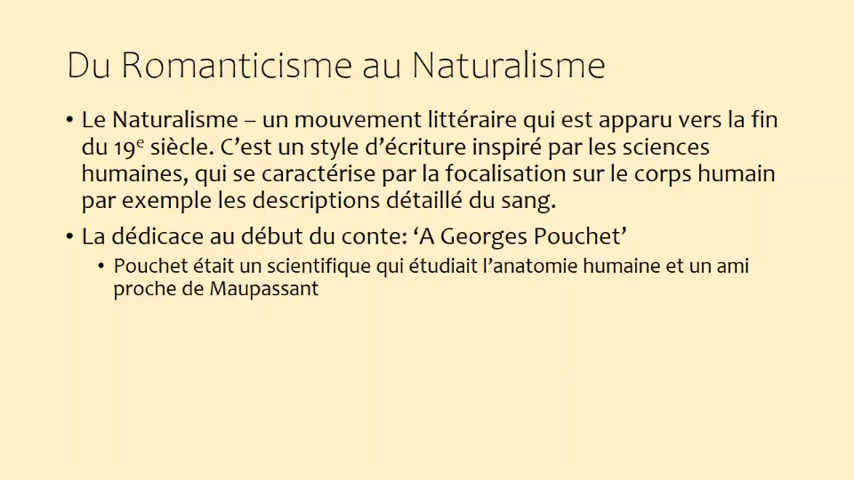 Du Romanticisme au Naturalisme
• Le Naturalisme – un mouvement littéraire qui est apparu vers la fin
du 19e siècle. C’est un style d’écriture inspiré par les sciences
humaines, qui se caractérise par la focalisation sur le corps humain
par exemple les descriptions détaillé du sang.
• La dédicace au début du conte: ‘A Georges Pouchet’
• Pouchet était un scientifique qui étudiait l’anatomie humaine et un ami
proche de Maupassant